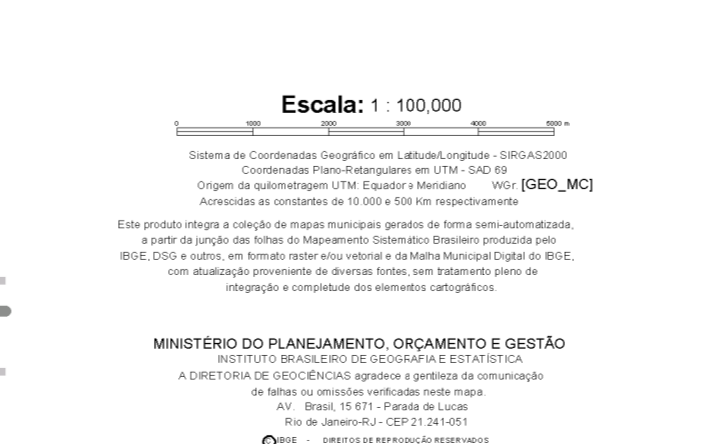 Escala: 1 : 100,000
0 1000 2000 3000 4000 5000 m
Sistema de Coordenadas Geográfico em Latitude/Longitude - SIRGAS2000
Coordenadas Plano-Retangulares em UTM - SAD 69
Origem da quilometragem UTM: Equador e Meridiano WGr. [GEO_MC]
Acrescidas as constantes de 10.000 e 500 Km respectivamente
Este produto integra a coleção de mapas municipais gerados de forma semi-automatizada,
a partir da junção das folhas do Mapeamento Sistemático Brasileiro produzida pelo
IBGE, DSG e outros, em formato raster e/ou vetorial e da Malha Municipal Digital do IBGE,
com atualização proveniente de diversas fontes, sem tratamento pleno de
integração e completude dos elementos cartográficos.
MINISTÉRIO DO PLANEJAMENTO, ORÇAMENTO E GESTÃO
INSTITUTO BRASILEIRO DE GEOGRAFIA E ESTATÍSTICA
A DIRETORIA DE GEOCIÊNCIAS agradece a gentileza da comunicação
de falhas ou omissões verificadas neste mapa.
AV. Brasil, 15 671 - Parada de Lucas
Rio de Janeiro-RJ - CEP 21.241-051
© IBGE - DIREITOS DE REPRODUÇÃO RESERVADOS